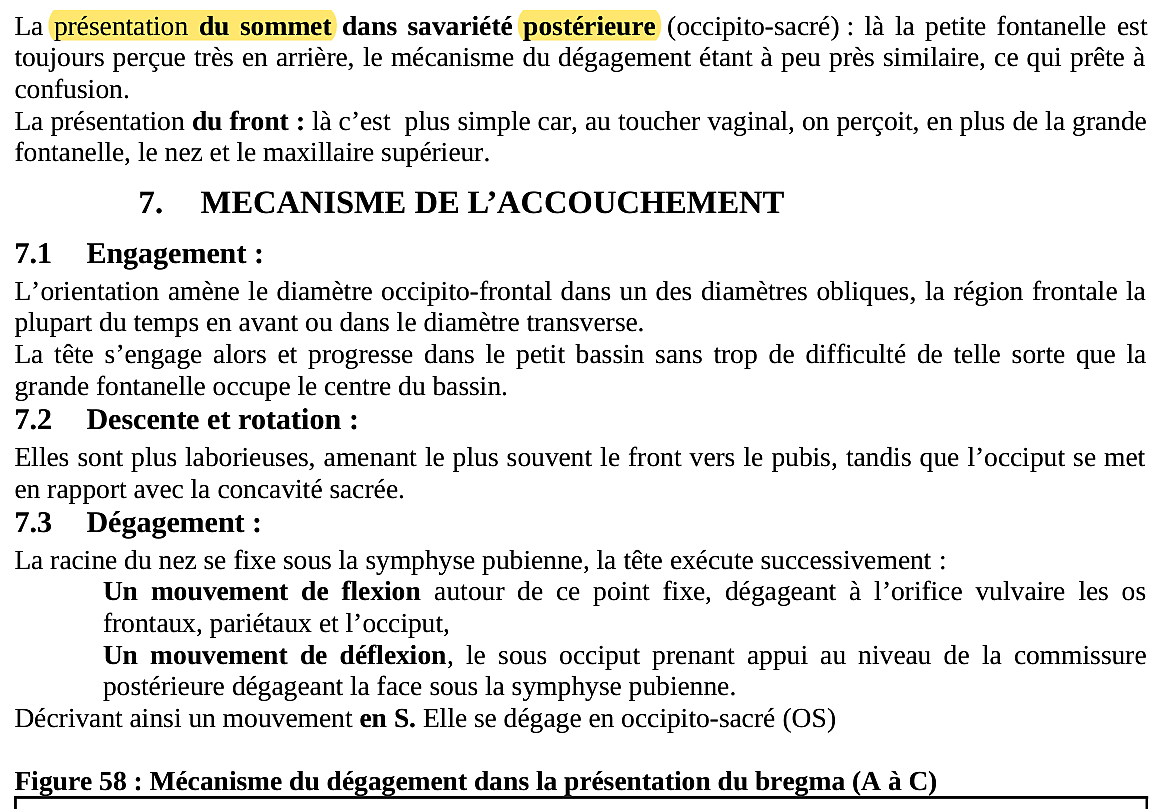 La présentation du sommet dans savariété postérieure (occipito-sacré) : là la petite fontanelle est
toujours perçue très en arrière, le mécanisme du dégagement étant à peu près similaire, ce qui prête à
confusion.
La présentation du front : là c’est plus simple car, au toucher vaginal, on perçoit, en plus de la grande
fontanelle, le nez et le maxillaire supérieur.
7. MECANISME DE L’ACCOUCHEMENT
7.1 Engagement :
L’orientation amène le diamètre occipito-frontal dans un des diamètres obliques, la région frontale la
plupart du temps en avant ou dans le diamètre transverse.
La tête s’engage alors et progresse dans le petit bassin sans trop de difficulté de telle sorte que la
grande fontanelle occupe le centre du bassin.
7.2 Descente et rotation :
Elles sont plus laborieuses, amenant le plus souvent le front vers le pubis, tandis que l’occiput se met
en rapport avec la concavité sacrée.
7.3 Dégagement :
La racine du nez se fixe sous la symphyse pubienne, la tête exécute successivement :
Un mouvement de flexion autour de ce point fixe, dégageant à l’orifice vulvaire les os
frontaux, pariétaux et l’occiput,
Un mouvement de déflexion, le sous occiput prenant appui au niveau de la commissure
postérieure dégageant la face sous la symphyse pubienne.
Décrivant ainsi un mouvement en S. Elle se dégage en occipito-sacré (OS)
Figure 58 : Mécanisme du dégagement dans la présentation du bregma (A à C)